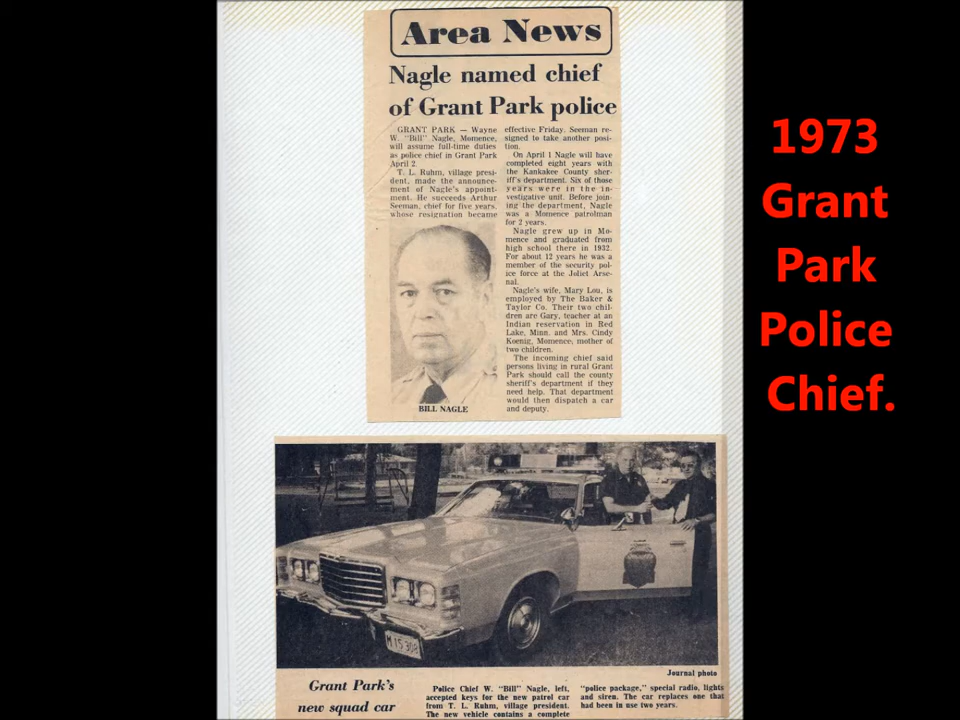 Area News
Nagle named chief
of Grant Park police
GRANT PARK — Wayne
W. "Bill" Nagle, Momence,
will assume full-time duties
as police chief in Grant Park
April 2.
T. L. Ruhm, village presi-
dent, made the announce-
ment of Nagle's appoint-
ment. He succeeds Arthur
Seeman, chief for five years,
whose resignation became
effective Friday. Seeman re-
signed to take another posi-
tion.
On April 1 Nagle will have
completed eight years with
the Kankakee County sher-
iff's department. Six of those
years were in the in-
vestigative unit. Before join-
ing the department, Nagle
was a Momence patrolman
for 2 years.
Nagle grew up in Mo-
mence and graduated from
high school there in 1932.
For about 12 years he was a
member of the security pol-
ice force at the Joliet Arse-
nal.
Nagle's wife, Mary Lou, is
employed by The Baker &
Taylor Co. Their two chil-
dren are Gary, teacher at an
Indian reservation in Red
Lake, Minn. and Mrs. Cindy
Koenig, Momence, mother of
two children.
The incoming chief said
persons living in rural Grant
Park should call the county
sheriff's department if they
need help. That department
would then dispatch a car
and deputy.
BILL NAGLE
1973
Grant
Park
Police
Chief.
M 15 308
Journal photo
Grant Park's
new squad car
Police Chief W. "Bill" Nagle, left,
accepted keys for the new patrol car
from T. L. Ruhm, village president.
The new vehicle contains a complete
"police package," special radio, lights
and siren. The car replaces one that
had been in use two years.